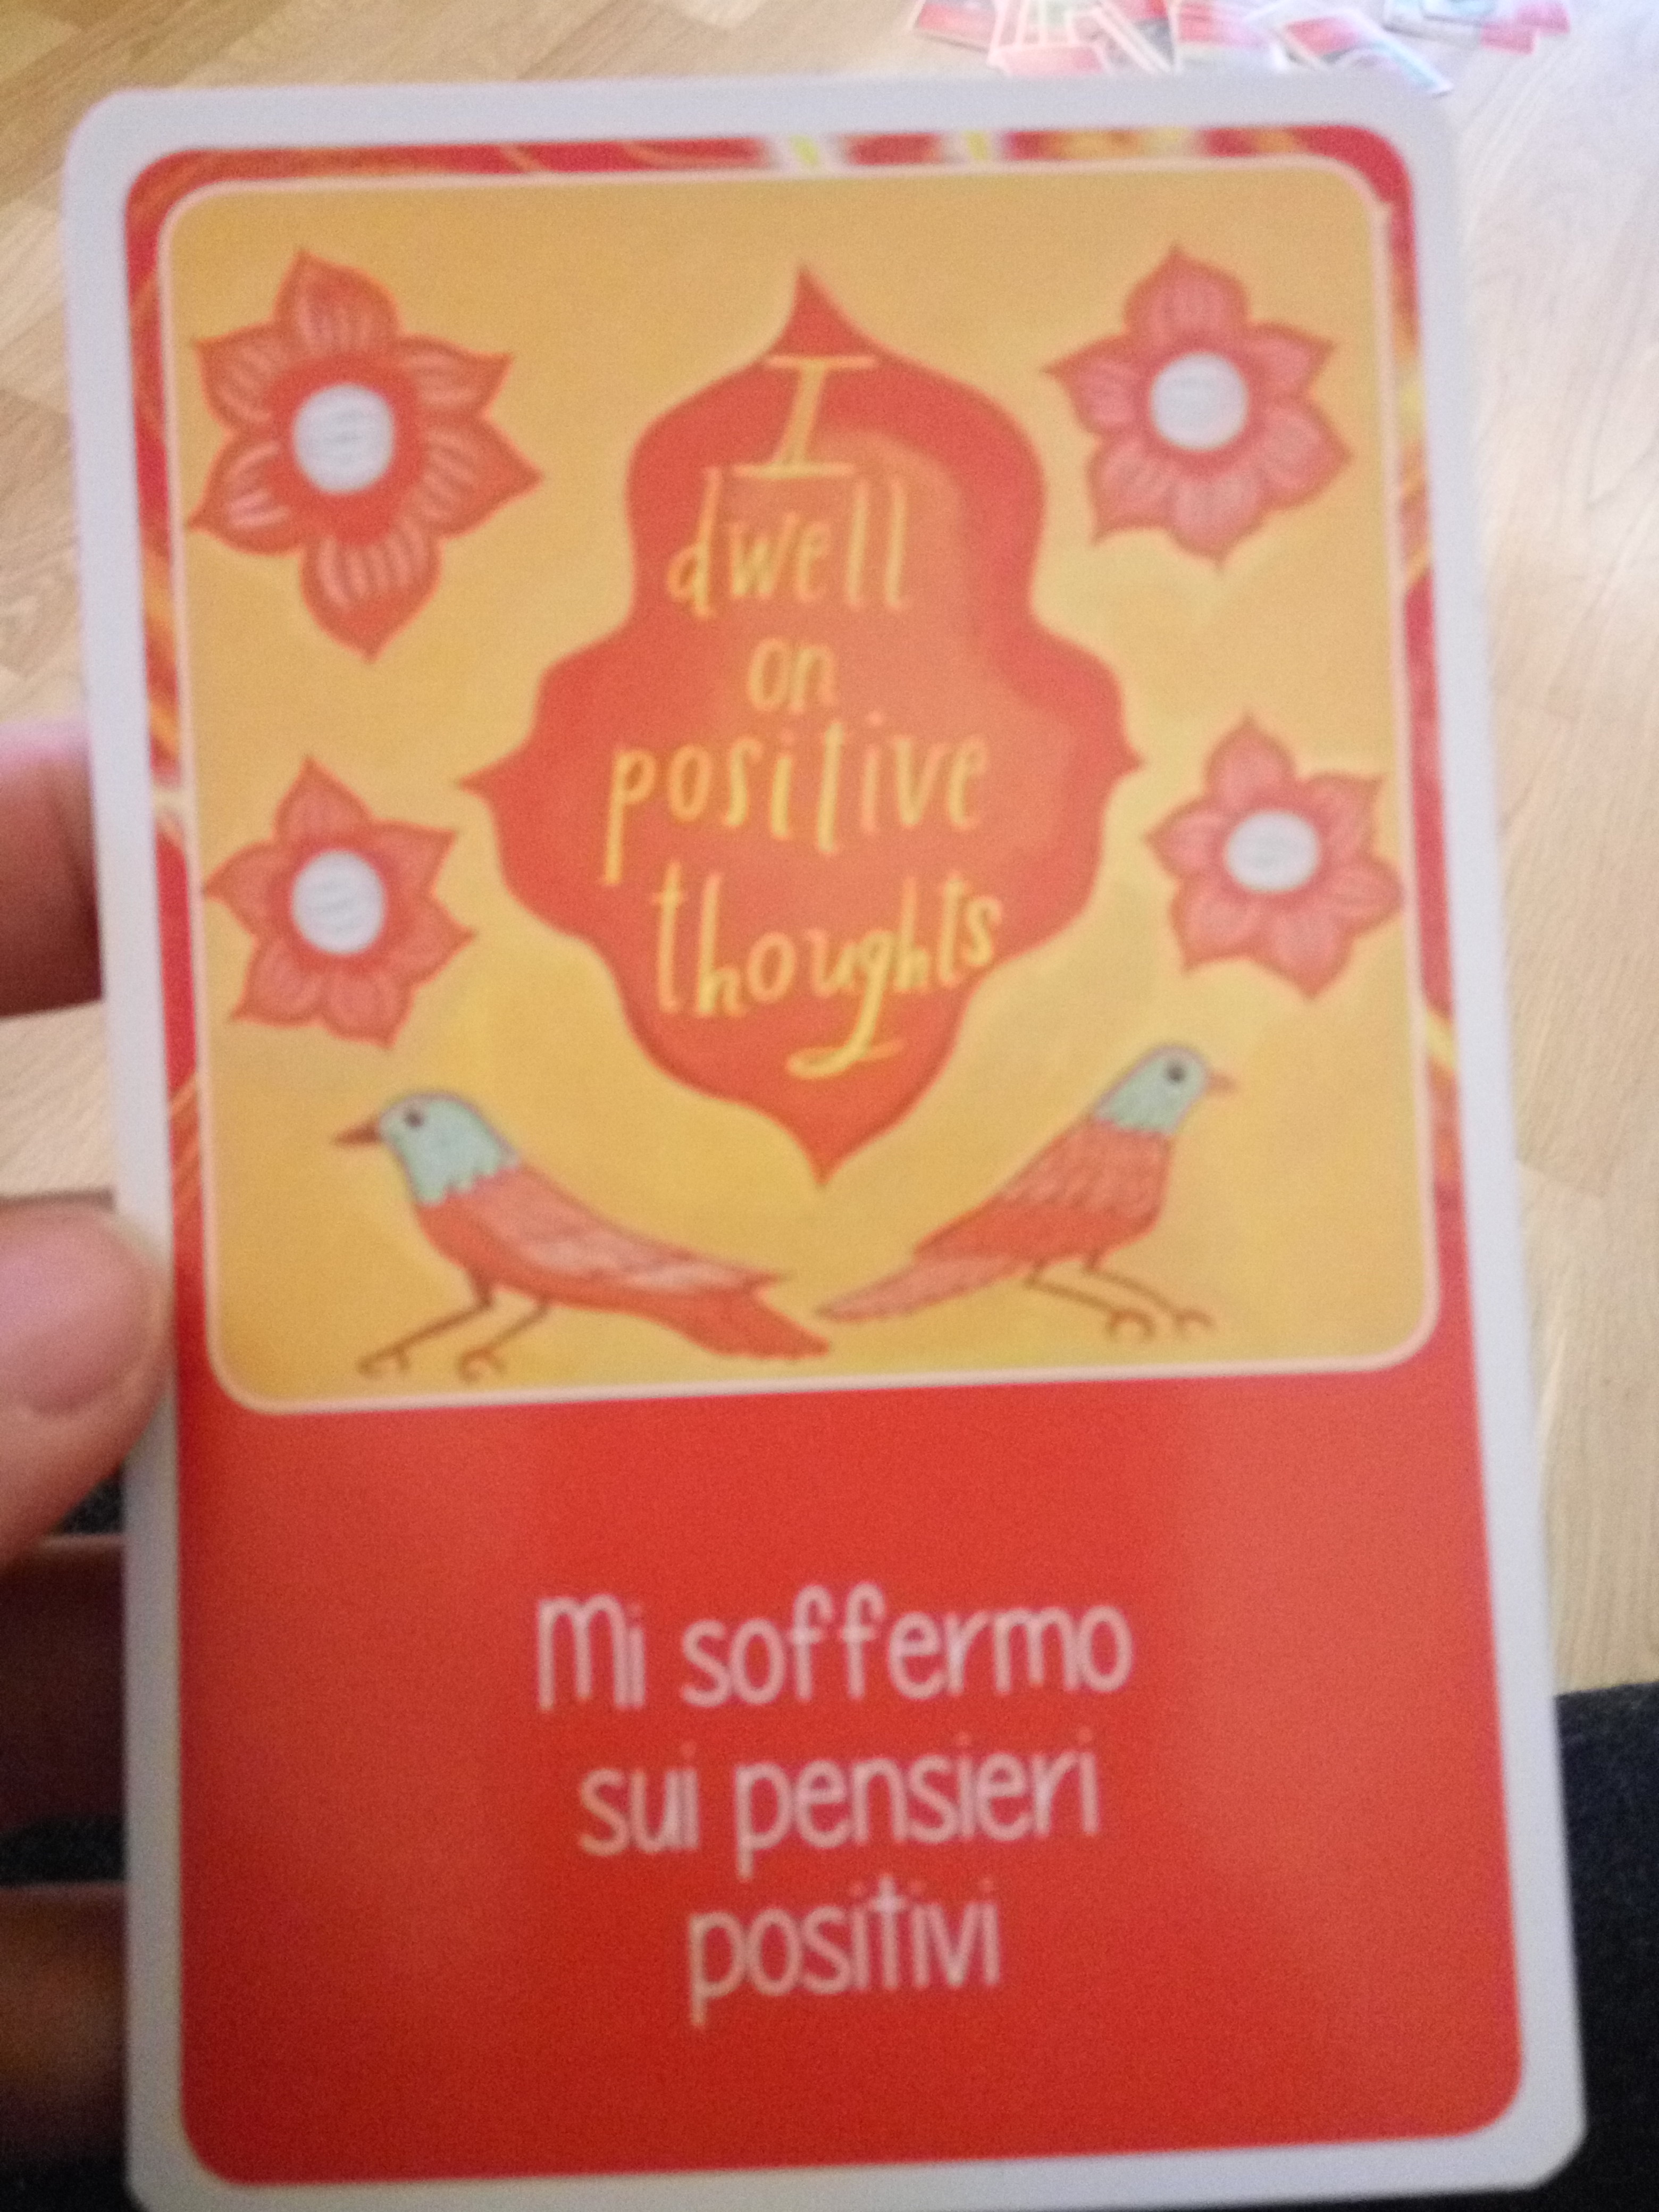 I
dwell
on
positive
thoughts
Mi soffermo
sui pensieri
positivi